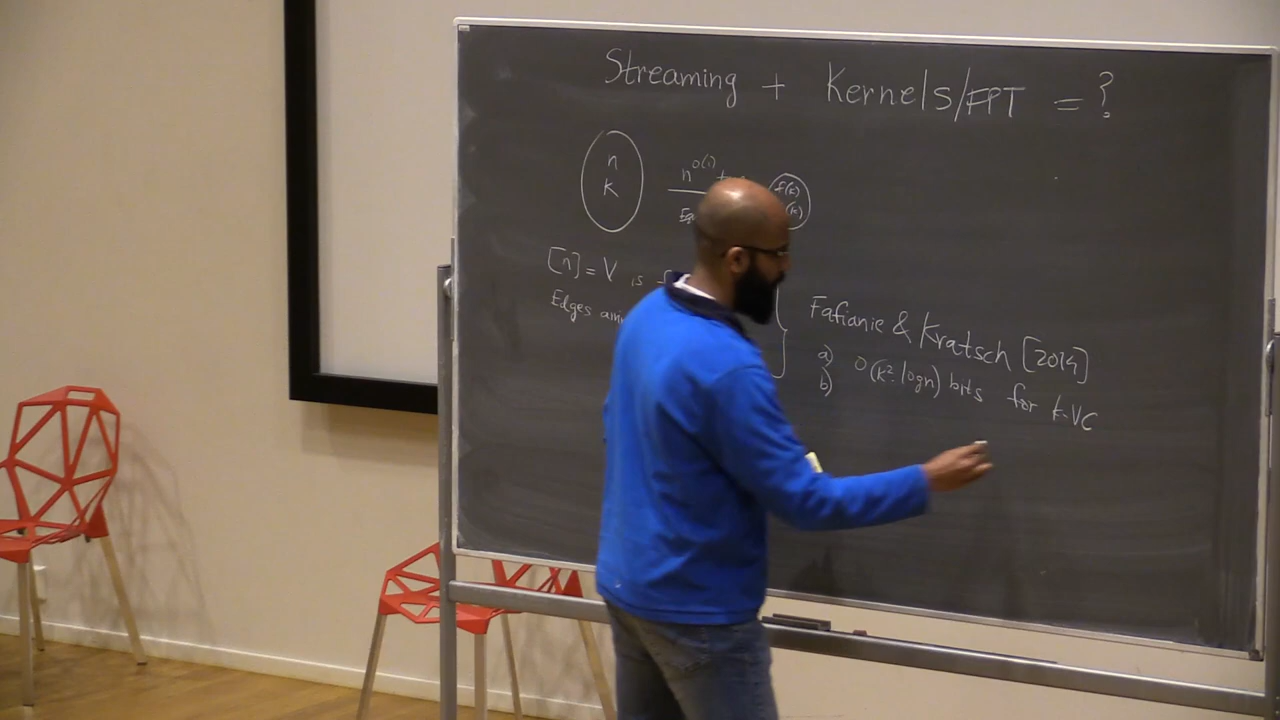 Streaming + Kernels/FPT = ?
n
k
n^O(1)
f(k)
(k)
[n] = V is
Edges
Fafianie & Kratsch [2014]
a) O(k². logn) bits for k-VC
b)